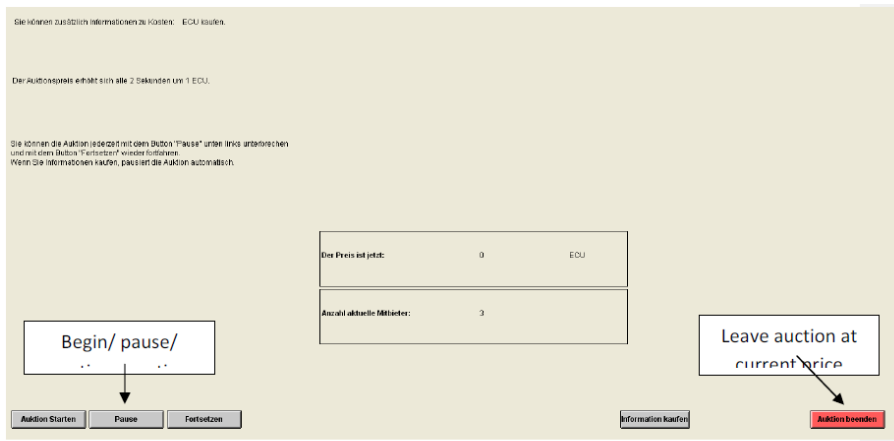 Sie können zusätzlich Informationen zu Kosten: ECU kaufen.
Der Auktionspreis erhöht sich alle 2 Sekunden um 1 ECU.
Sie können die Auktion jederzeit mit dem Button "Pause" unten links unterbrechen
und mit dem Button "Fortsetzen" wieder fortfahren.
Wenn Sie Informationen kaufen, pausiert die Auktion automatisch.
Der Preis ist jetzt: 0 ECU
Anzahl aktuelle Mitbieter: 3
Begin/ pause/
Leave auction at
current price
Auktion Starten Pause Fortsetzen Information kaufen Auktion beenden